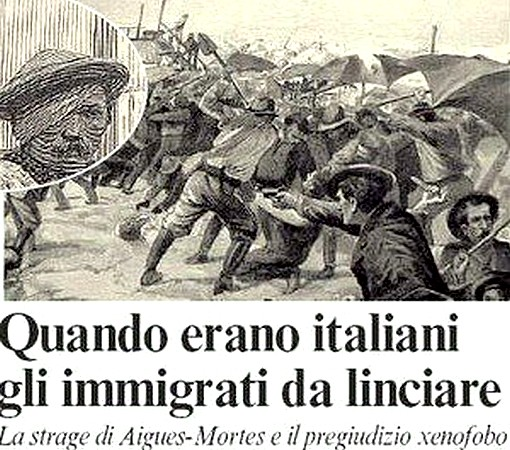 Quando erano italiani
gli immigrati da linciare
La strage di Aigues-Mortes e il pregiudizio xenofobo